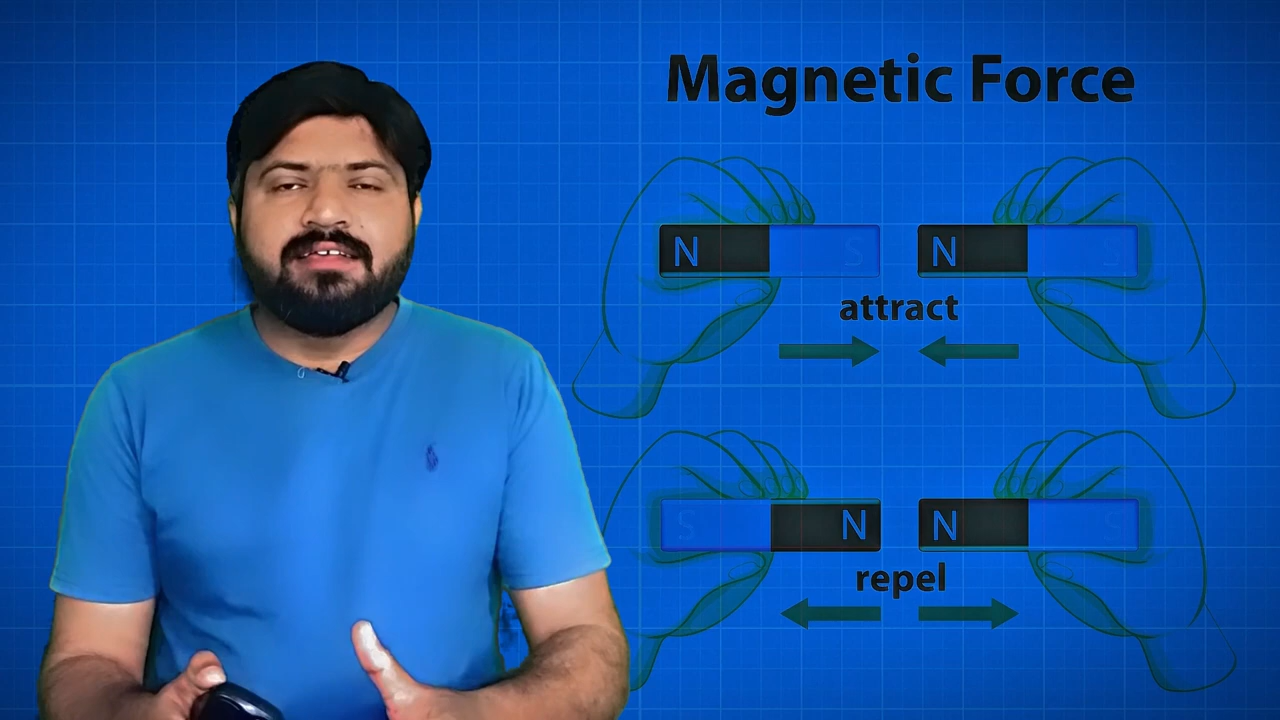 Magnetic Force
N S N S
attract
S N N S
repel